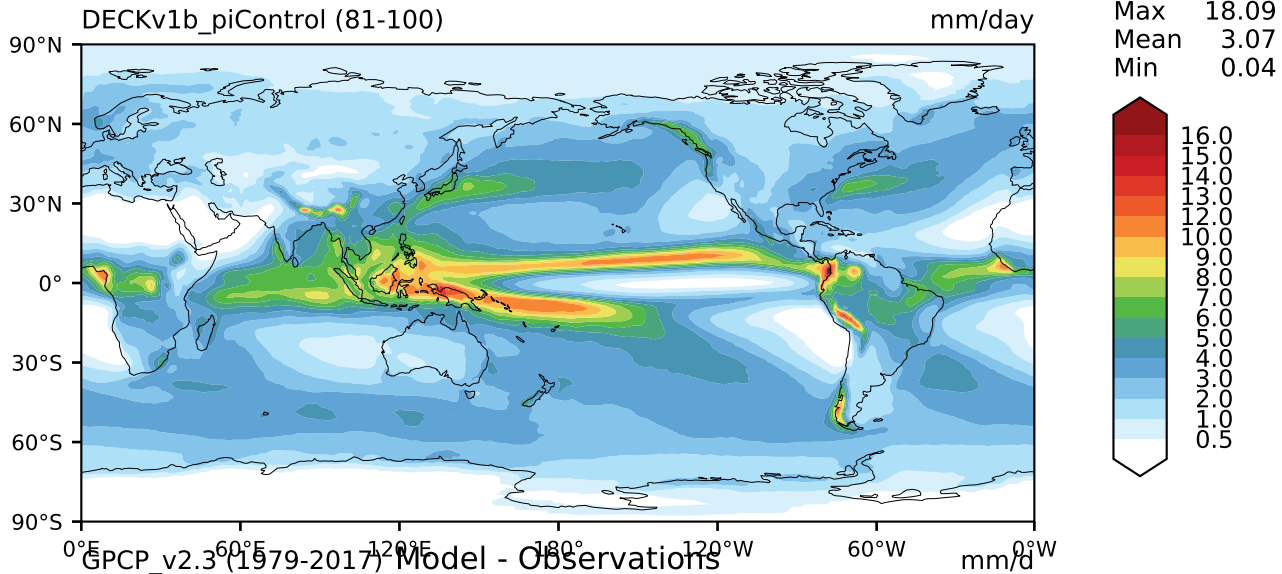 DECKv1b_piControl (81-100) mm/day
Max 18.09
Mean 3.07
Min 0.04
90°N
60°N
30°N
0°
30°S
60°S
90°S
0°E 60°E 120°E 180° 120°W 60°W 0°W
16.0
15.0
14.0
13.0
12.0
10.0
9.0
8.0
7.0
6.0
5.0
4.0
3.0
2.0
1.0
0.5
GPCP_v2.3 (1979-2017) Model - Observations mm/d